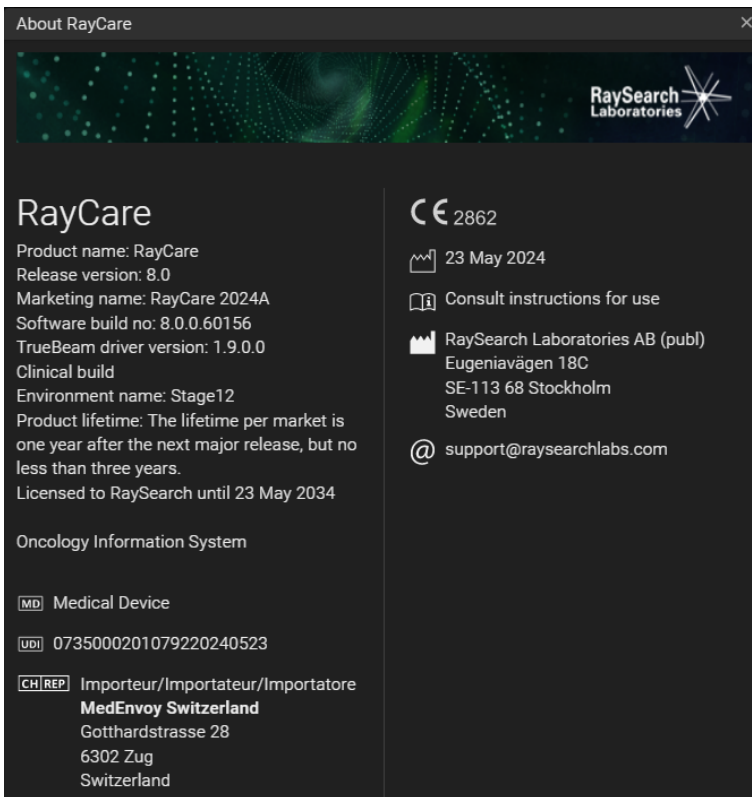 About RayCare
RaySearch
Laboratories
RayCare
Product name: RayCare
Release version: 8.0
Marketing name: RayCare 2024A
Software build no: 8.0.0.60156
TrueBeam driver version: 1.9.0.0
Clinical build
Environment name: Stage12
Product lifetime: The lifetime per market is
one year after the next major release, but no
less than three years.
Licensed to RaySearch until 23 May 2034
Oncology Information System
MD Medical Device
UDI 0735000201079220240523
CH REP Importeur/Importateur/Importatore
MedEnvoy Switzerland
Gotthardstrasse 28
6302 Zug
Switzerland
CE 2862
23 May 2024
Consult instructions for use
RaySearch Laboratories AB (publ)
Eugeniavägen 18C
SE-113 68 Stockholm
Sweden
@ support@raysearchlabs.com